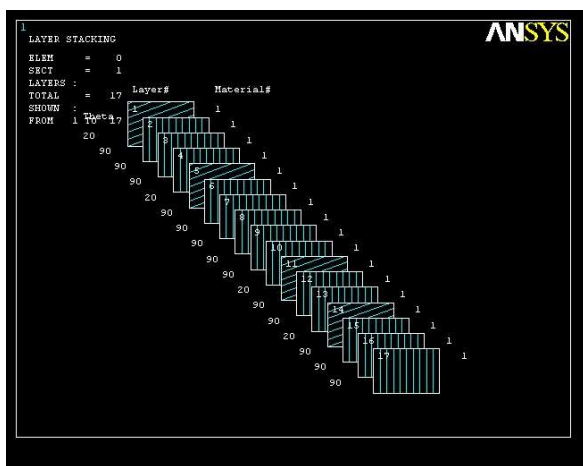 1
ANSYS
LAYER STACKING
ELEM = 0
SECT = 1
LAYERS :
TOTAL = 17
SHOWN :
FROM 1 TO 17
Theta Layer# Material#
20 1 1
90 2 1
90 3 1
90 4 1
20 5 1
90 6 1
90 7 1
90 8 1
90 9 1
90 10 1
20 11 1
90 12 1
90 13 1
20 14 1
90 15 1
90 16 1
90 17 1